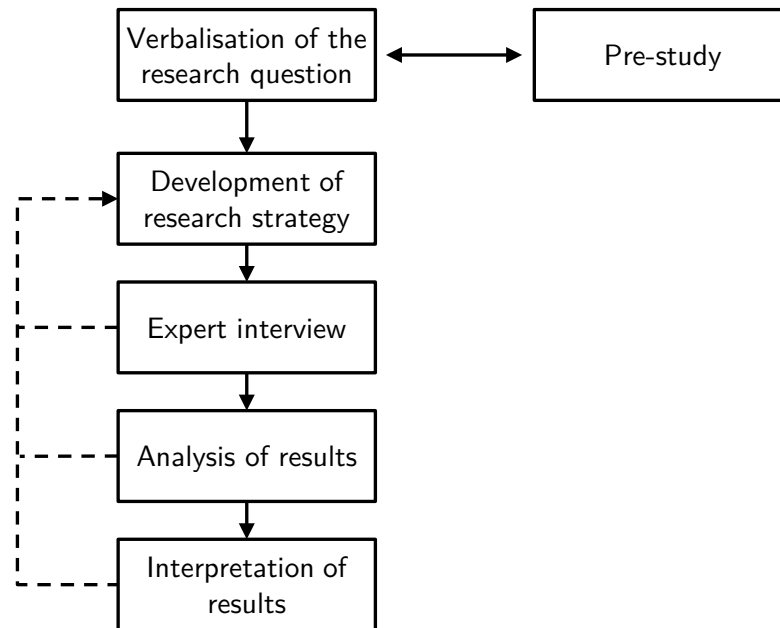 Verbalisation of the
research question
Pre-study
Development of
research strategy
Expert interview
Analysis of results
Interpretation of
results